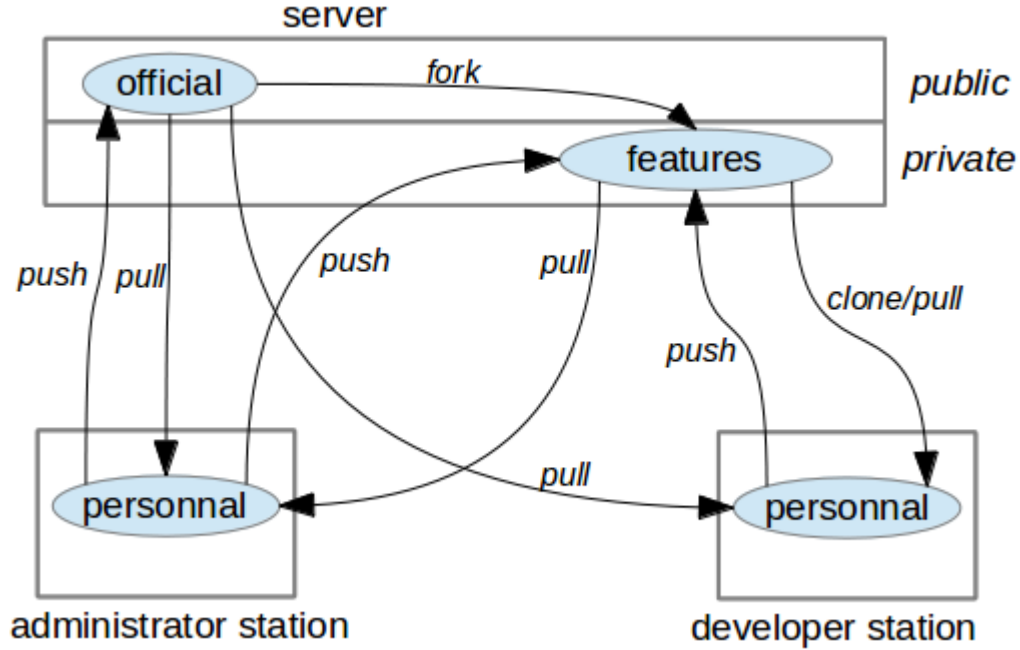 server
official
fork
public
features
private
push
pull
push
pull
clone/pull
push
pull
personnal
personnal
administrator station
developer station